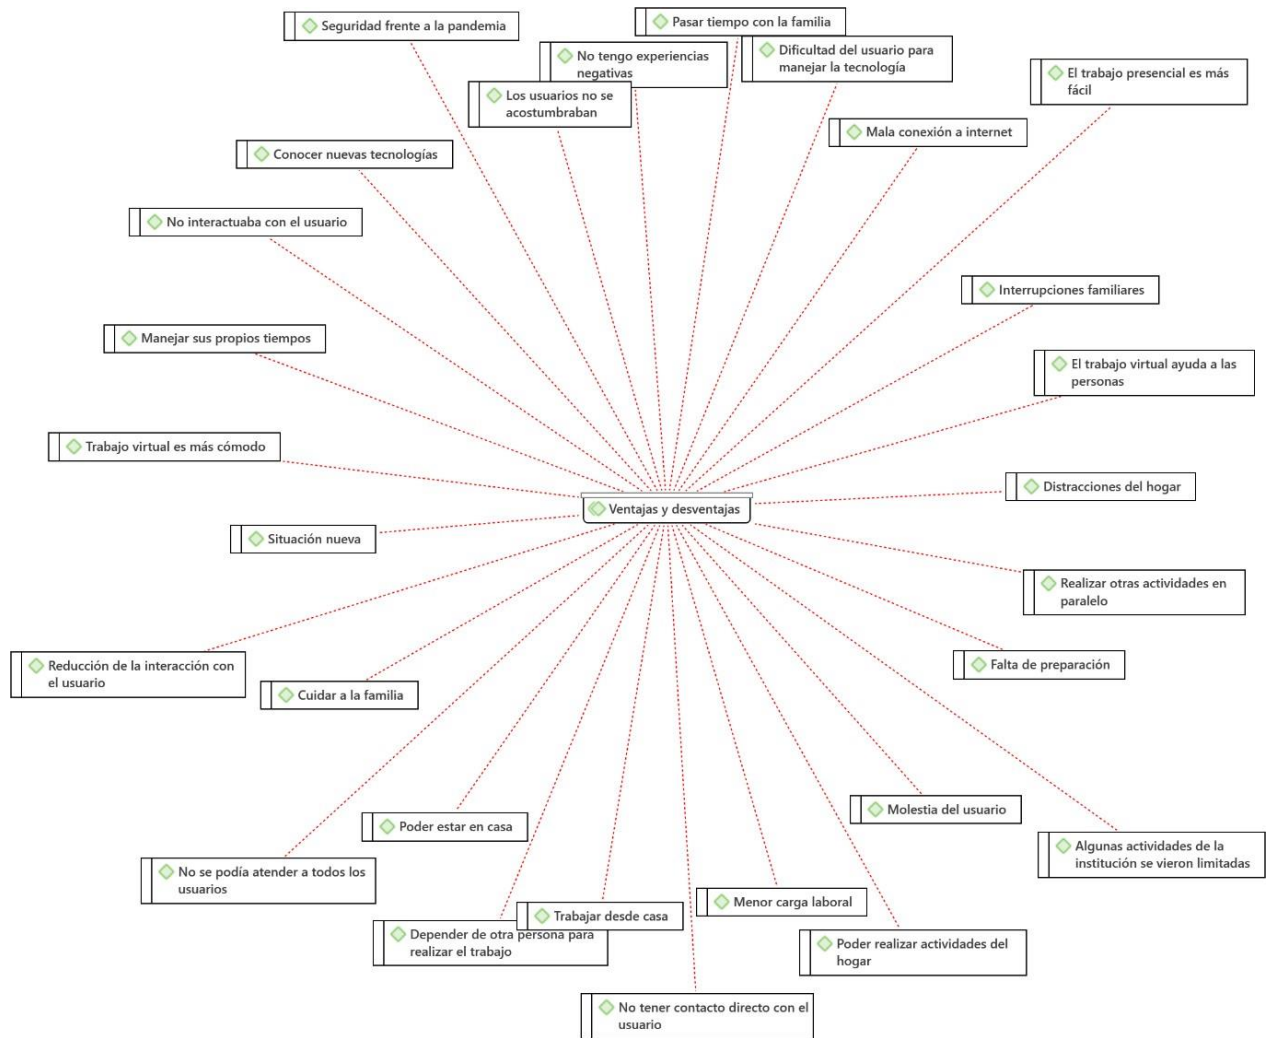 Seguridad frente a la pandemia
Pasar tiempo con la familia
No tengo experiencias
negativas
Dificultad del usuario para
manejar la tecnología
El trabajo presencial es más
fácil
Los usuarios no se
acostumbraban
Mala conexión a internet
Conocer nuevas tecnologías
No interactuaba con el usuario
Interrupciones familiares
Manejar sus propios tiempos
El trabajo virtual ayuda a las
personas
Trabajo virtual es más cómodo
Distracciones del hogar
Ventajas y desventajas
Situación nueva
Realizar otras actividades en
paralelo
Reducción de la interacción con
el usuario
Falta de preparación
Cuidar a la familia
Molestia del usuario
Poder estar en casa
Algunas actividades de la
institución se vieron limitadas
No se podía atender a todos los
usuarios
Menor carga laboral
Trabajar desde casa
Depender de otra persona para
realizar el trabajo
Poder realizar actividades del
hogar
No tener contacto directo con el
usuario